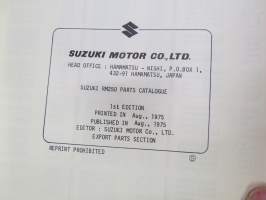 SUZUKI MOTOR CO.,LTD.
HEAD OFFICE : HAMAMATSU - NISHI, P.O.BOX 1,
432-91 HAMAMATSU, JAPAN
SUZUKI RM250 PARTS CATALOGUE
1st EDITION
PRINTED IN Aug., 1975
PUBLISHED IN Aug., 1975
EDITOR : SUZUKI MOTOR Co., LTD.
EXPORT PARTS SECTION
REPRINT PROHIBITED